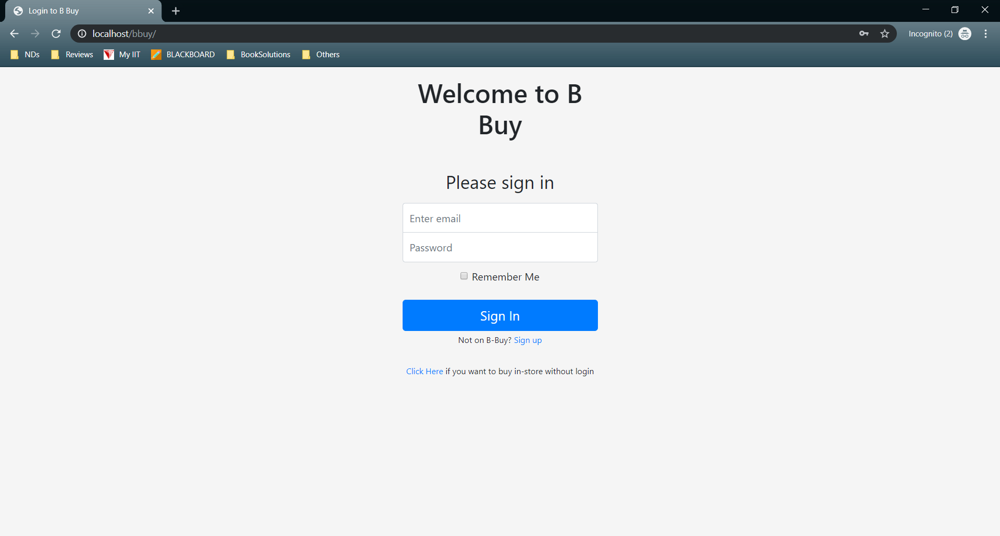 Login to B Buy
localhost/bbuy/
Incognito (2)
NDs Reviews My IIT BLACKBOARD BookSolutions Others
Welcome to B
Buy
Please sign in
Enter email
Password
Remember Me
Sign In
Not on B-Buy? Sign up
Click Here if you want to buy in-store without login